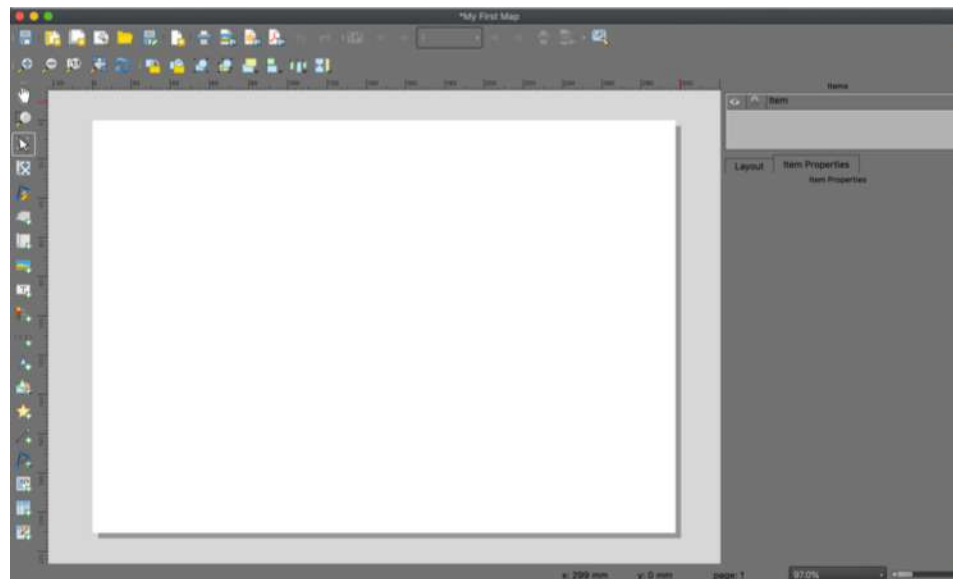 *My First Map
Items
Item
Layout
Item Properties
Item Properties
x: 299 mm
y: 0 mm
page: 1
97.0%